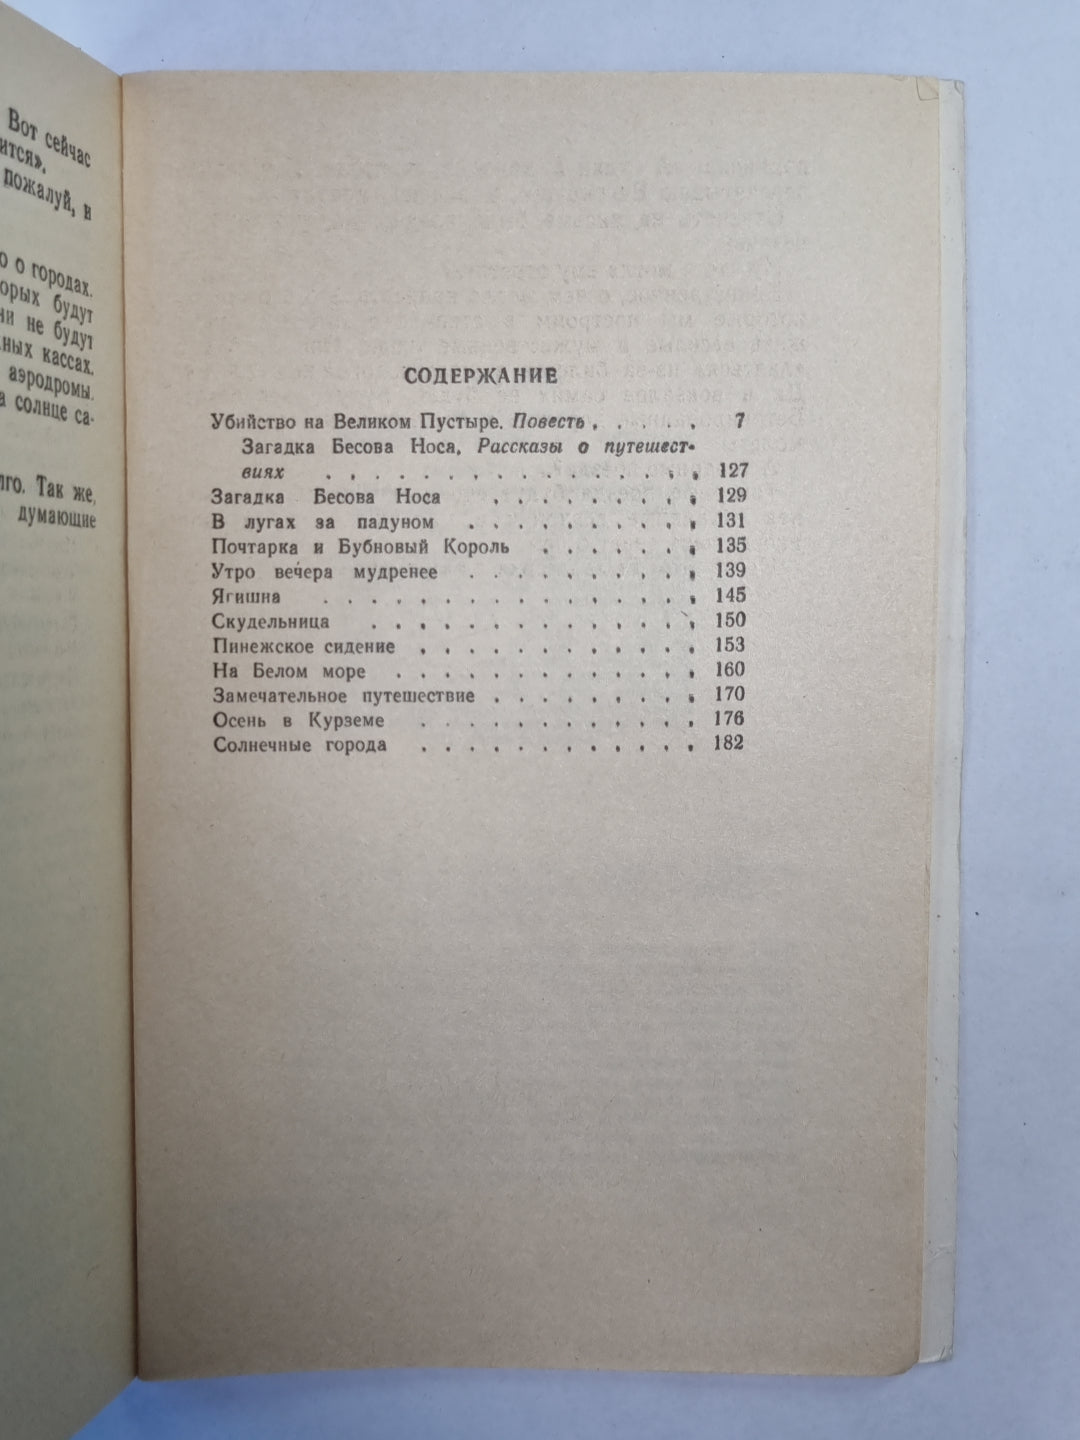 Вот сейчас
ится».
пожалуй, и
о о городах.
орых будут
ни не будут
ных кассах.
аэродромы.
а солнце са-
лго. Так же,
думающие
СОДЕРЖАНИЕ
Убийство на Великом Пустыре. Повесть . . . . . 7
Загадка Бесова Носа. Рассказы о путешест-
виях . . . . . . . . . . . . . . . . 127
Загадка Бесова Носа . . . . . . . . . 129
В лугах за падуном . . . . . . . . . . 131
Почтарка и Бубновый Король . . . . . . . 135
Утро вечера мудренее . . . . . . . . . . 139
Ягишна . . . . . . . . . . . . . . . . 145
Скудельница . . . . . . . . . . . . . . 150
Пинежское сидение . . . . . . . . . . . . 153
На Белом море . . . . . . . . . . . . . 160
Замечательное путешествие . . . . . . . . . 170
Осень в Курземе . . . . . . . . . . . . 176
Солнечные города . . . . . . . . . . . . 182